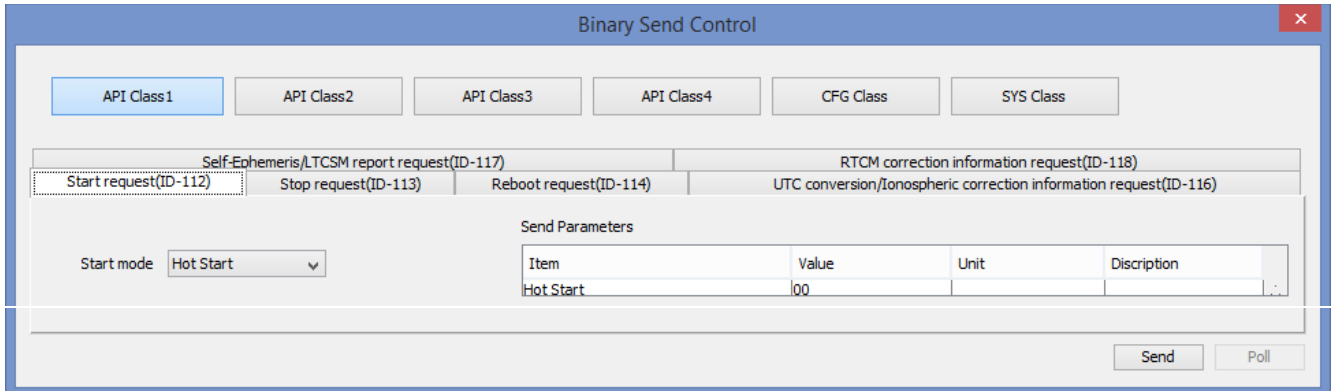 Binary Send Control
API Class1 API Class2 API Class3 API Class4 CFG Class SYS Class
Self-Ephemeris/LTCSM report request(ID-117) RTCM correction information request(ID-118)
Start request(ID-112) Stop request(ID-113) Reboot request(ID-114) UTC conversion/Ionospheric correction information request(ID-116)
Send Parameters
Start mode Hot Start
Item Value Unit Discription
Hot Start 00
Send Poll